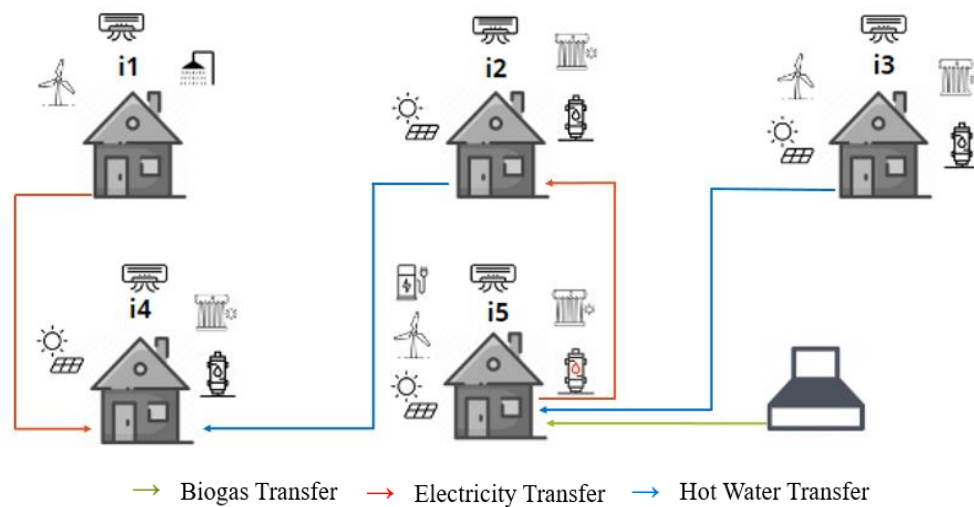 i1
i2
i3
i4
i5
Biogas Transfer
Electricity Transfer
Hot Water Transfer